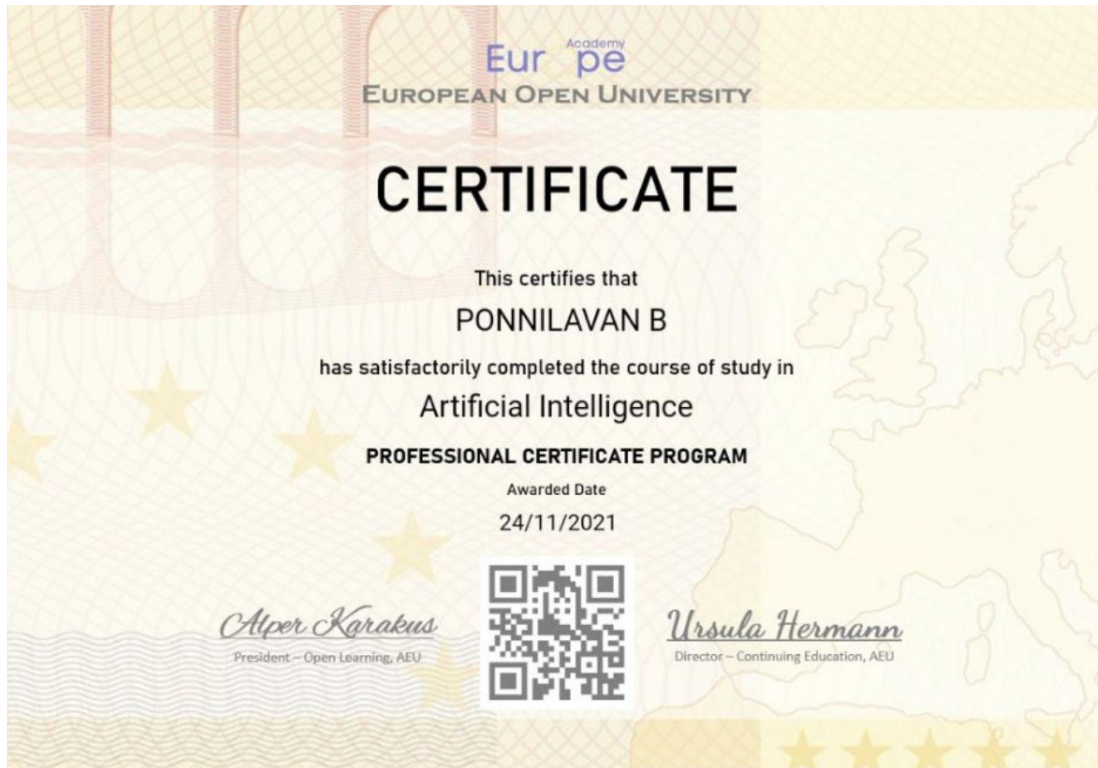 Academy
Eur pe
EUROPEAN OPEN UNIVERSITY
CERTIFICATE
This certifies that
PONNILAVAN B
has satisfactorily completed the course of study in
Artificial Intelligence
PROFESSIONAL CERTIFICATE PROGRAM
Awarded Date
24/11/2021
Alper Karakus
President – Open Learning, AEU
Ursula Hermann
Director – Continuing Education, AEU